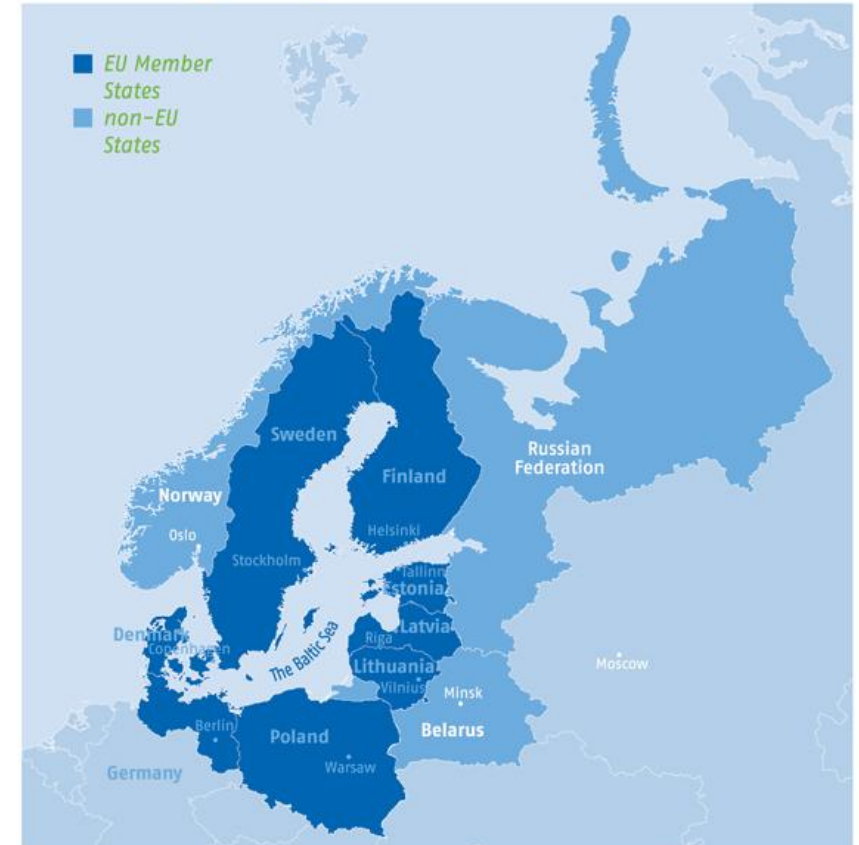 EU Member
States
non-EU
States
Sweden
Finland
Russian
Federation
Norway
Oslo
Helsinki
Stockholm
Tallinn
Estonia
Denmark
Copenhagen
Riga
Latvia
The Baltic Sea
Lithuania
Vilnius
Moscow
Minsk
Belarus
Berlin
Poland
Warsaw
Germany